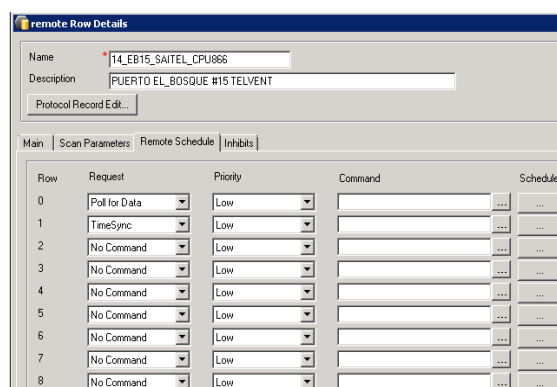 remote Row Details
Name * 14_EB15_SAITEL_CPU866
Description PUERTO EL_BOSQUE #15 TELVENT
Protocol Record Edit...
Main Scan Parameters Remote Schedule Inhibits
Row Request Priority Command Schedule
0 Poll for Data Low ... ...
1 TimeSync Low ... ...
2 No Command Low ... ...
3 No Command Low ... ...
4 No Command Low ... ...
5 No Command Low ... ...
6 No Command Low ... ...
7 No Command Low ... ...
8 No Command Low ... ...